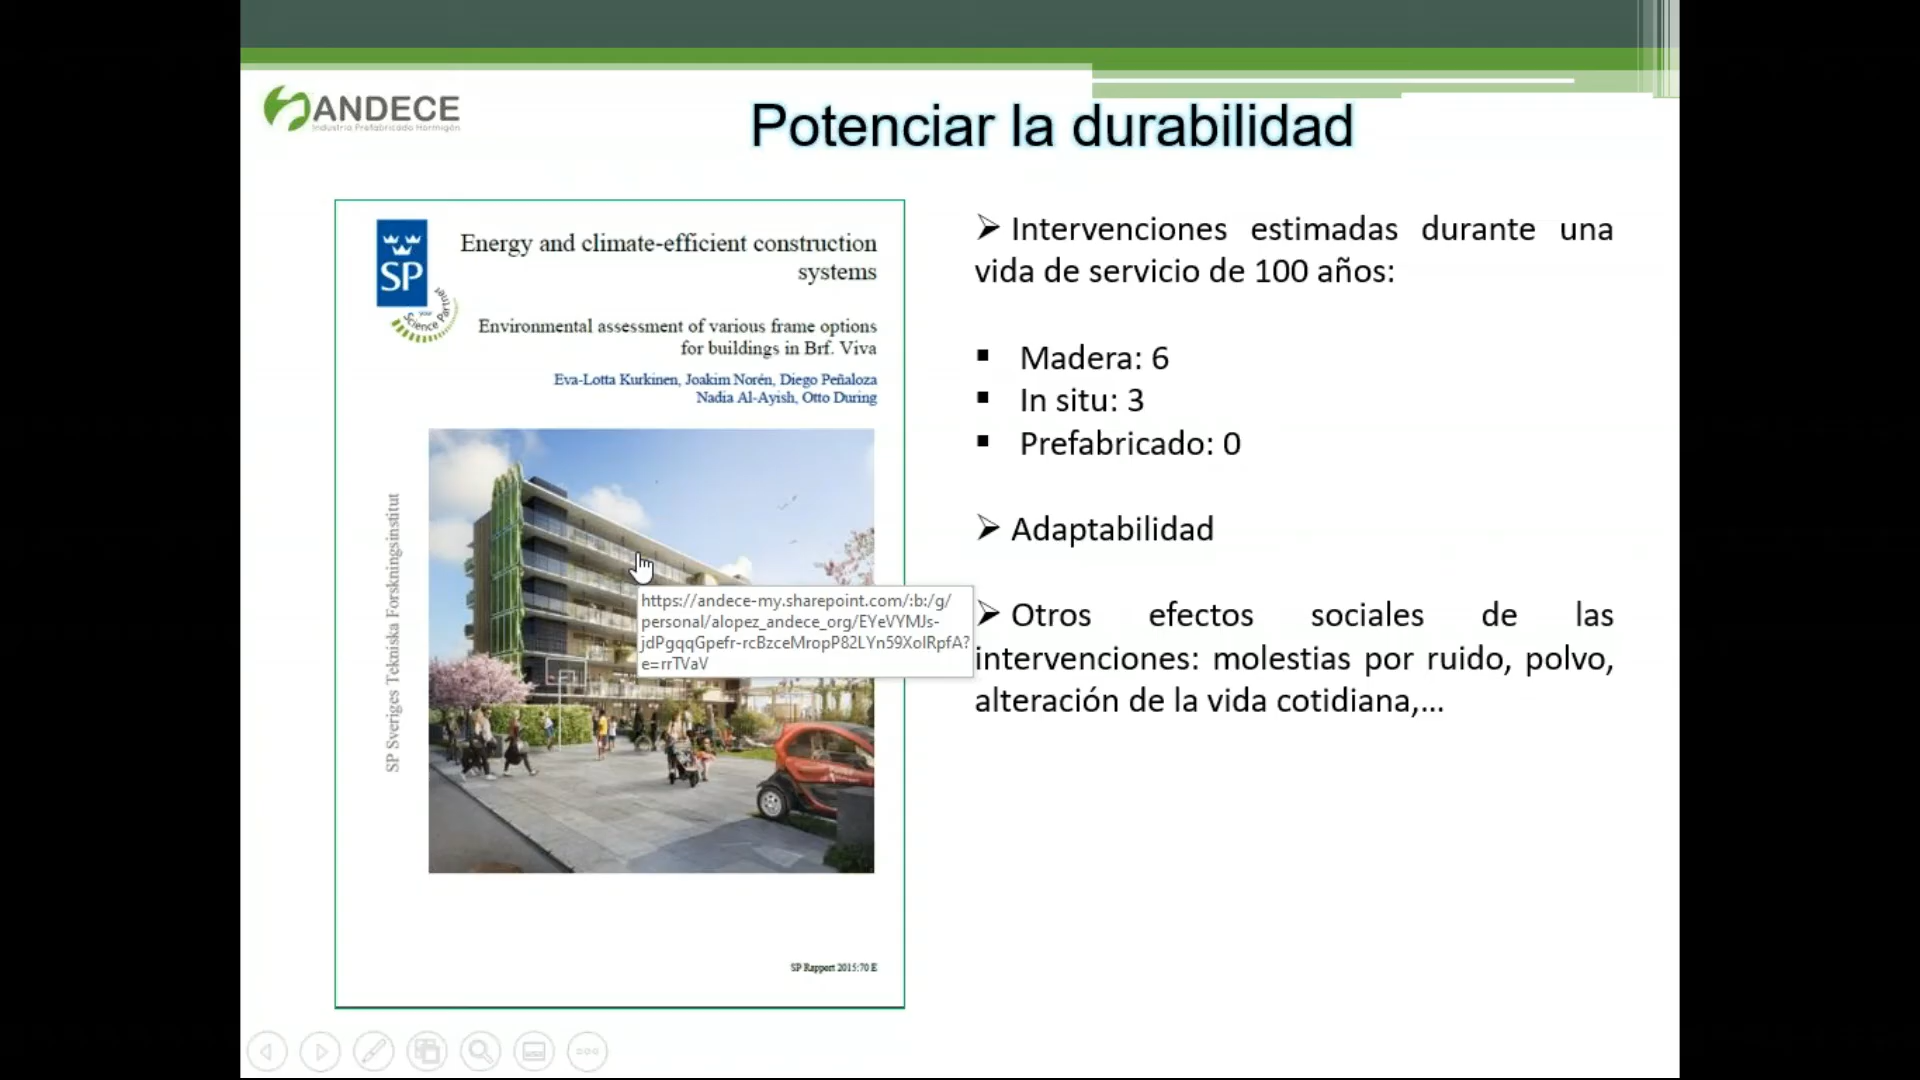 ANDECE
Industria Prefabricado Hormigón
Potenciar la durabilidad
SP
your
Science Partner
Energy and climate-efficient construction
systems
Environmental assessment of various frame options
for buildings in Brf. Viva
Eva-Lotta Kurkinen, Joakim Norén, Diego Peñaloza
Nadia Al-Ayish, Otto During
SP Sveriges Tekniska Forskningsinstitut
https://andece-my.sharepoint.com/:b:/g/
personal/alopez_andece_org/EYeVYMJs-
jdPgqqGpefr-rcBzceMropP82LYn59XolRpfA?
e=rrTVaV
SP Rapport 2015:70 E
Intervenciones estimadas durante una
vida de servicio de 100 años:
Madera: 6
In situ: 3
Prefabricado: 0
Adaptabilidad
Otros efectos sociales de las
intervenciones: molestias por ruido, polvo,
alteración de la vida cotidiana,...